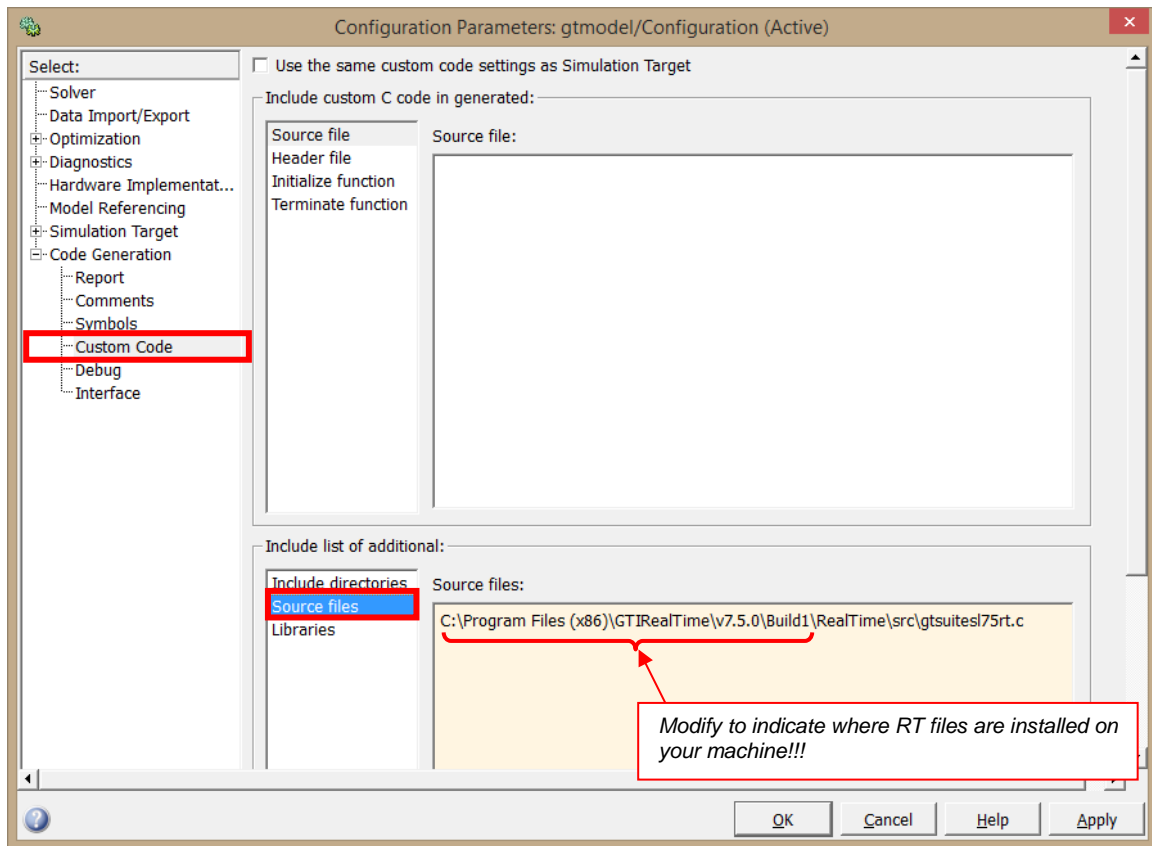 Configuration Parameters: gtmodel/Configuration (Active)
Select:
Solver
Data Import/Export
Optimization
Diagnostics
Hardware Implementat...
Model Referencing
Simulation Target
Code Generation
Report
Comments
Symbols
Custom Code
Debug
Interface
Use the same custom code settings as Simulation Target
Include custom C code in generated:
Source file
Header file
Initialize function
Terminate function
Source file:
Include list of additional:
Include directories
Source files
Libraries
Source files:
C:\Program Files (x86)\GTIRealTime\v7.5.0\Build1\RealTime\src\gtsuitesl75rt.c
Modify to indicate where RT files are installed on
your machine!!!
OK
Cancel
Help
Apply